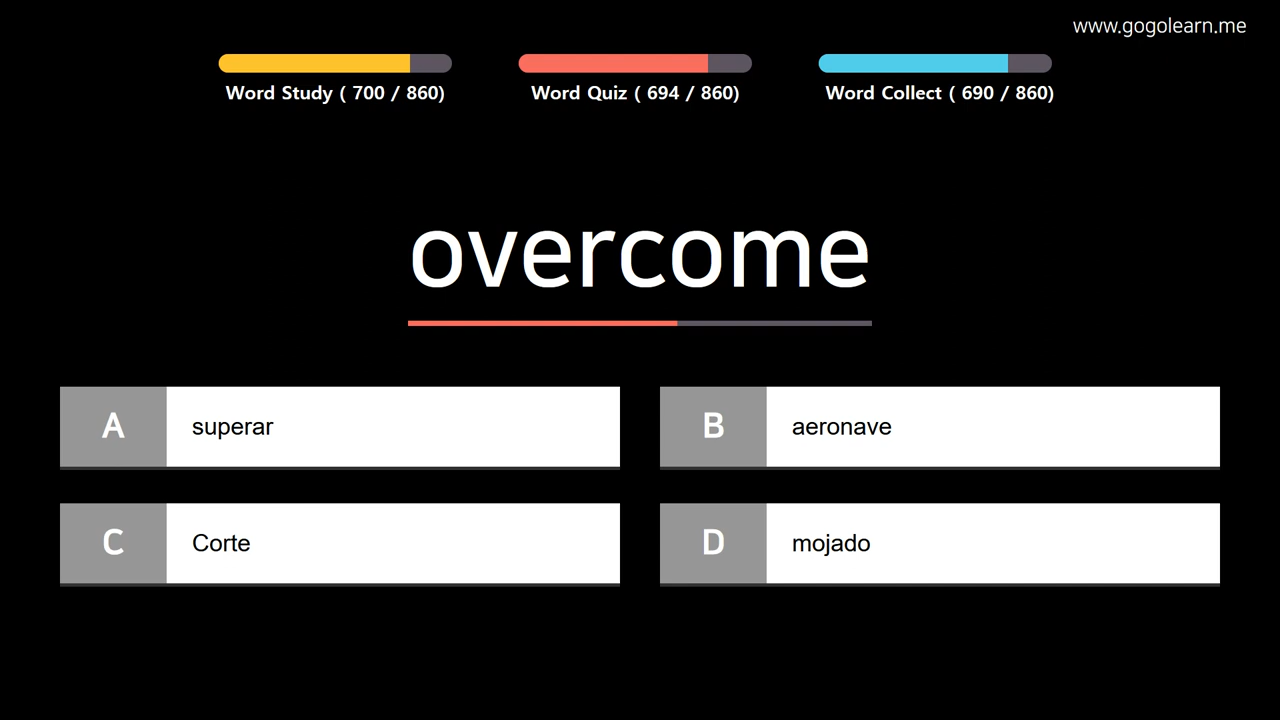 www.gogolearn.me
Word Study ( 700 / 860)
Word Quiz ( 694 / 860)
Word Collect ( 690 / 860)
overcome
A superar
B aeronave
C Corte
D mojado